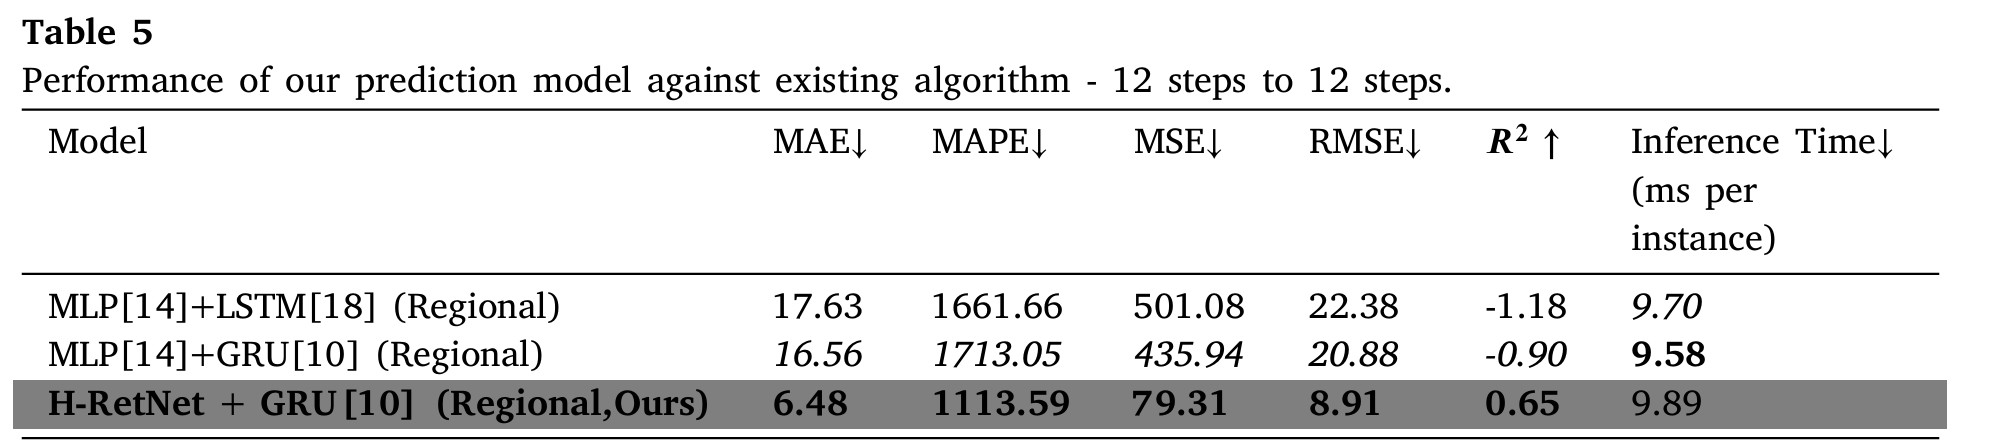 Table 5
Performance of our prediction model against existing algorithm - 12 steps to 12 steps.
Model MAE↓ MAPE↓ MSE↓ RMSE↓ R² ↑ Inference Time↓
(ms per
instance)
MLP[14]+LSTM[18] (Regional) 17.63 1661.66 501.08 22.38 -1.18 9.70
MLP[14]+GRU[10] (Regional) 16.56 1713.05 435.94 20.88 -0.90 9.58
H-RetNet + GRU[10] (Regional,Ours) 6.48 1113.59 79.31 8.91 0.65 9.89